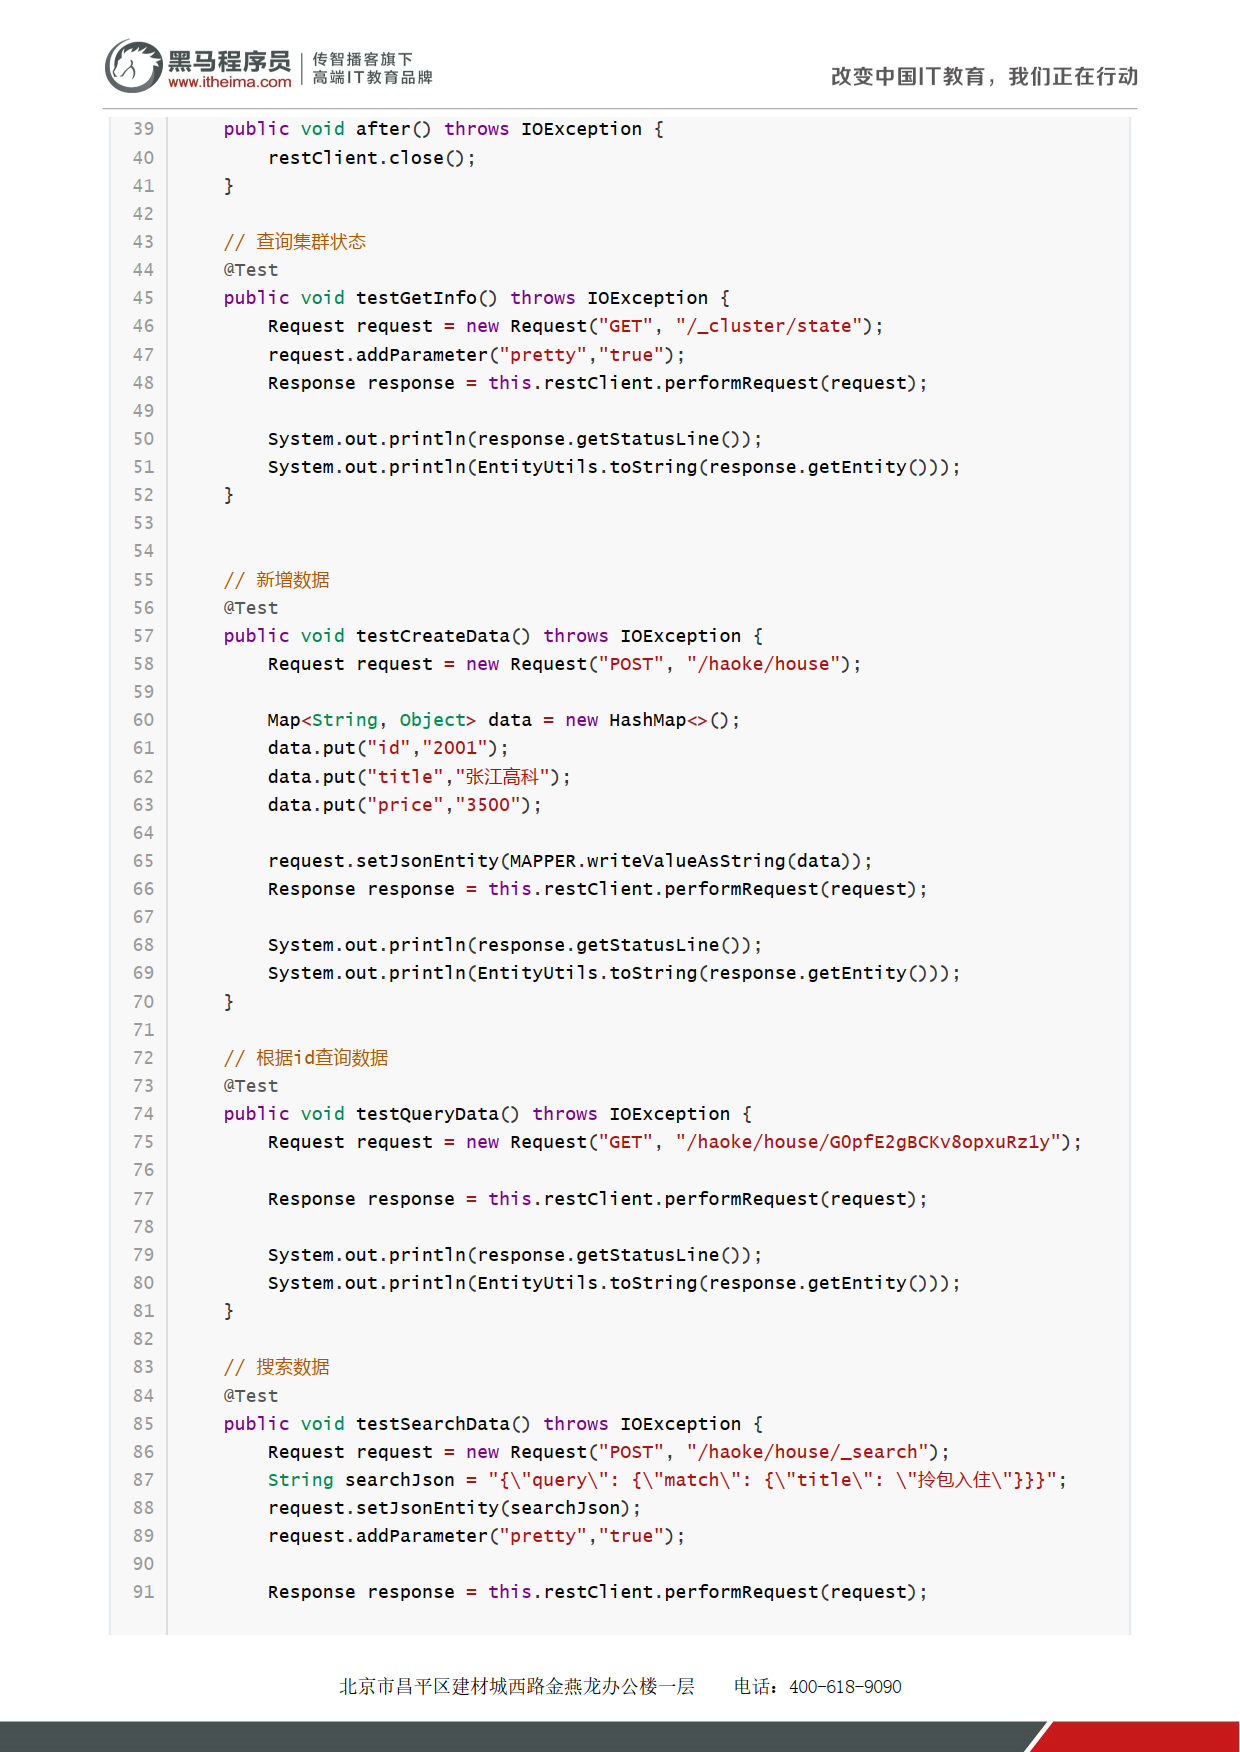 黑马程序员
www.itheima.com
传智播客旗下
高端IT教育品牌
改变中国IT教育，我们正在行动
39     public void after() throws IOException {
40         restClient.close();
41     }
42
43     // 查询集群状态
44     @Test
45     public void testGetInfo() throws IOException {
46         Request request = new Request("GET", "/_cluster/state");
47         request.addParameter("pretty","true");
48         Response response = this.restClient.performRequest(request);
49
50         System.out.println(response.getStatusLine());
51         System.out.println(EntityUtils.toString(response.getEntity()));
52     }
53
54
55     // 新增数据
56     @Test
57     public void testCreateData() throws IOException {
58         Request request = new Request("POST", "/haoke/house");
59
60         Map<String, Object> data = new HashMap<>();
61         data.put("id","2001");
62         data.put("title","张江高科");
63         data.put("price","3500");
64
65         request.setJsonEntity(MAPPER.writeValueAsString(data));
66         Response response = this.restClient.performRequest(request);
67
68         System.out.println(response.getStatusLine());
69         System.out.println(EntityUtils.toString(response.getEntity()));
70     }
71
72     // 根据id查询数据
73     @Test
74     public void testQueryData() throws IOException {
75         Request request = new Request("GET", "/haoke/house/G0pfE2gBCKv8opxuRz1y");
76
77         Response response = this.restClient.performRequest(request);
78
79         System.out.println(response.getStatusLine());
80         System.out.println(EntityUtils.toString(response.getEntity()));
81     }
82
83     // 搜索数据
84     @Test
85     public void testSearchData() throws IOException {
86         Request request = new Request("POST", "/haoke/house/_search");
87         String searchJson = "{\"query\": {\"match\": {\"title\": \"拎包入住\"}}}";
88         request.setJsonEntity(searchJson);
89         request.addParameter("pretty","true");
90
91         Response response = this.restClient.performRequest(request);
北京市昌平区建材城西路金燕龙办公楼一层    电话：400-618-9090